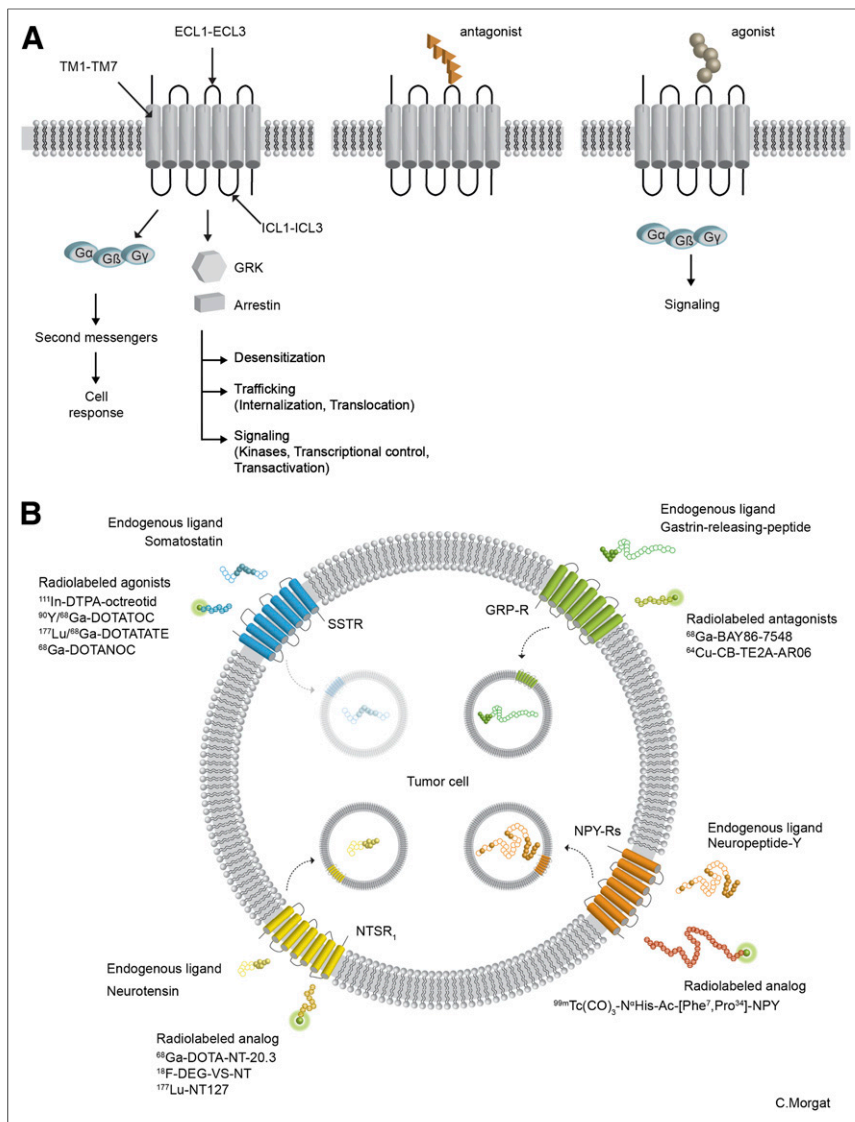 A
ECL1-ECL3
TM1-TM7
ICL1-ICL3
Gα Gß Gγ
GRK
Arrestin
Second messengers
Cell
response
Desensitization
Trafficking
(Internalization, Translocation)
Signaling
(Kinases, Transcriptional control,
Transactivation)
antagonist
agonist
Gα Gß Gγ
Signaling
B
Endogenous ligand
Somatostatin
Radiolabeled agonists
¹¹¹In-DTPA-octreotid
⁹⁰Y/⁶⁸Ga-DOTATOC
¹⁷⁷Lu/⁶⁸Ga-DOTATATE
⁶⁸Ga-DOTANOC
SSTR
Endogenous ligand
Gastrin-releasing-peptide
GRP-R
Radiolabeled antagonists
⁶⁸Ga-BAY86-7548
⁶⁴Cu-CB-TE2A-AR06
Tumor cell
NPY-Rs
Endogenous ligand
Neuropeptide-Y
Radiolabeled analog
⁹⁹ᵐTc(CO)₃-NᵅHis-Ac-[Phe⁷,Pro³⁴]-NPY
NTSR₁
Endogenous ligand
Neurotensin
Radiolabeled analog
⁶⁸Ga-DOTA-NT-20.3
¹⁸F-DEG-VS-NT
¹⁷⁷Lu-NT127
C.Morgat